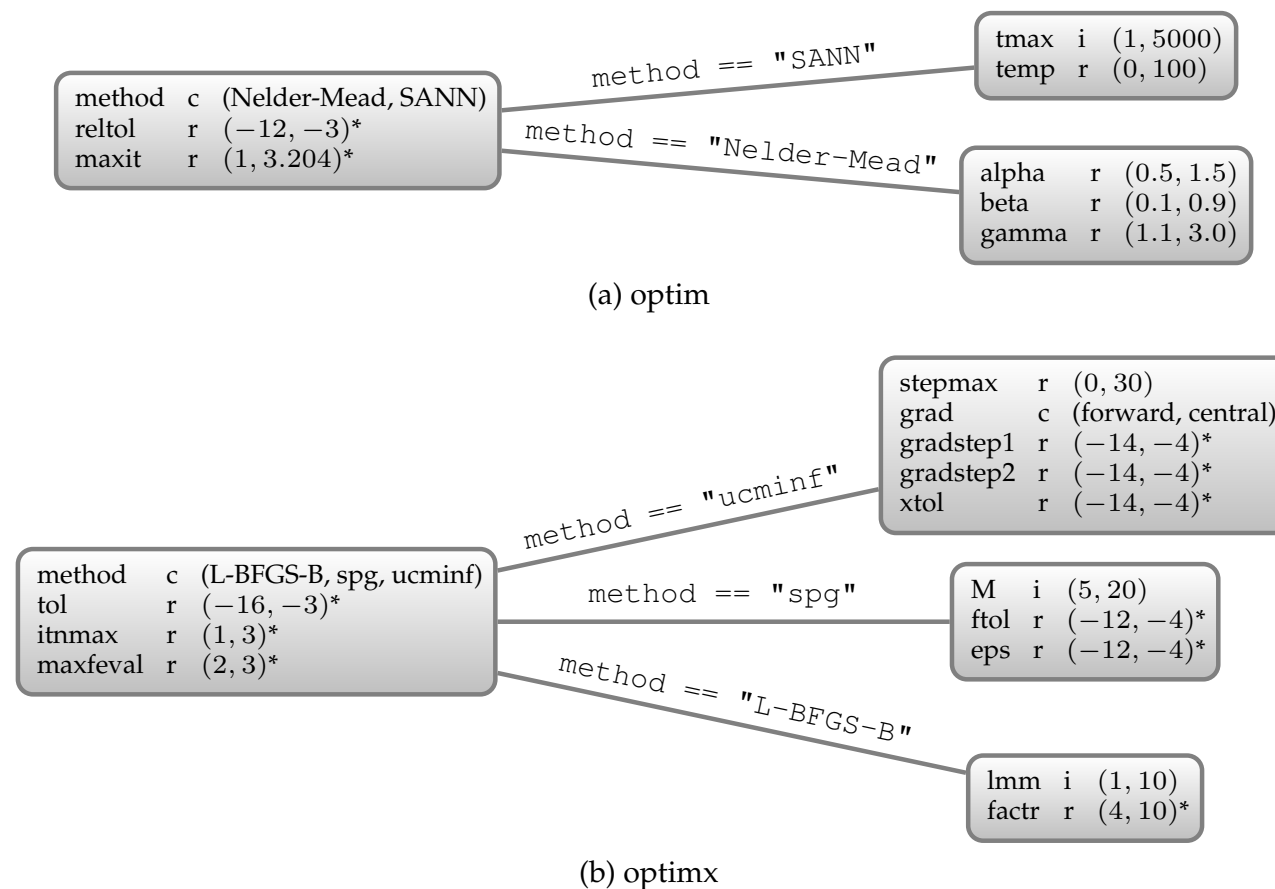 method c (Nelder-Mead, SANN)
reltol r (−12, −3)*
maxit r (1, 3.204)*
method == "SANN"
tmax i (1, 5000)
temp r (0, 100)
method == "Nelder-Mead"
alpha r (0.5, 1.5)
beta r (0.1, 0.9)
gamma r (1.1, 3.0)
(a) optim
method c (L-BFGS-B, spg, ucminf)
tol r (−16, −3)*
itnmax r (1, 3)*
maxfeval r (2, 3)*
method == "ucminf"
stepmax r (0, 30)
grad c (forward, central)
gradstep1 r (−14, −4)*
gradstep2 r (−14, −4)*
xtol r (−14, −4)*
method == "spg"
M i (5, 20)
ftol r (−12, −4)*
eps r (−12, −4)*
method == "L-BFGS-B"
lmm i (1, 10)
factr r (4, 10)*
(b) optimx